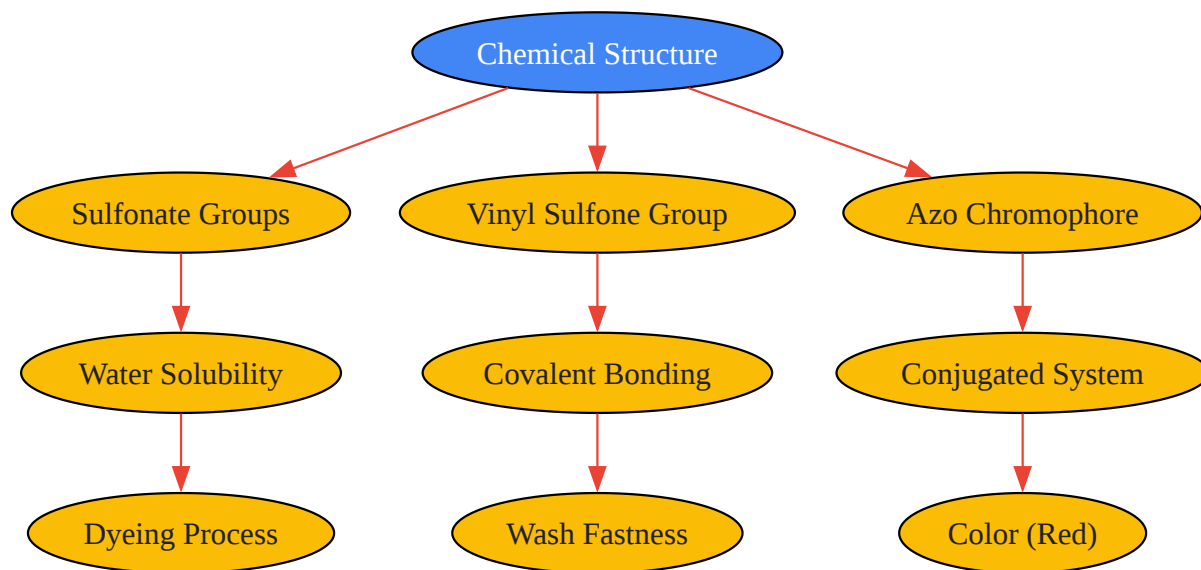 Chemical Structure
Sulfonate Groups
Vinyl Sulfone Group
Azo Chromophore
Water Solubility
Covalent Bonding
Conjugated System
Dyeing Process
Wash Fastness
Color (Red)